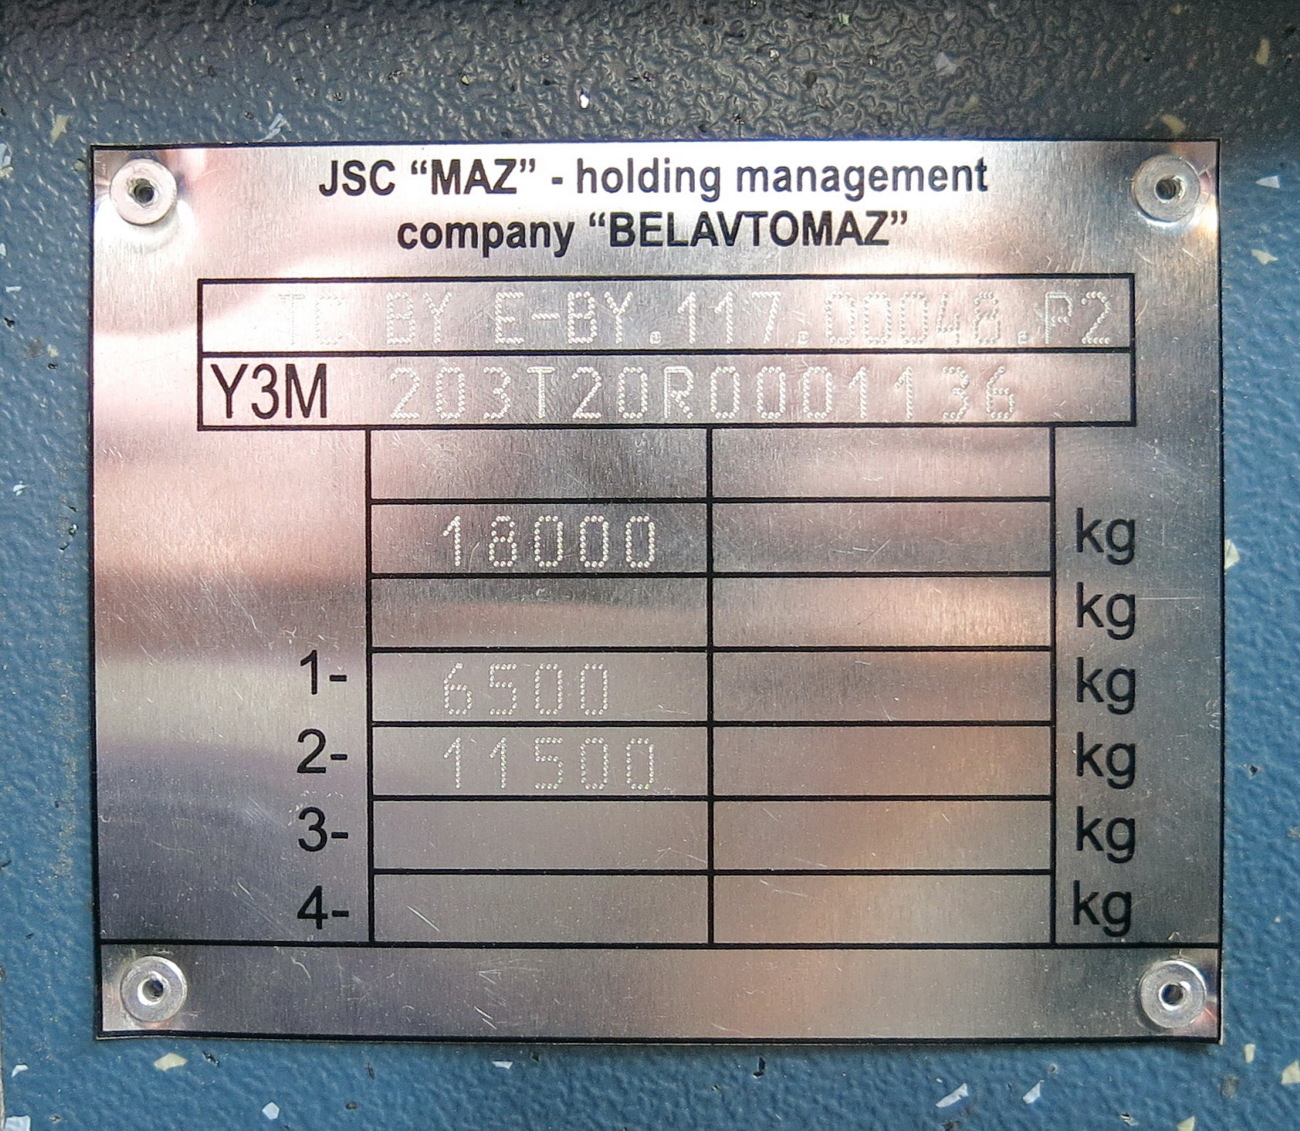 JSC “MAZ” - holding management
company “BELAVTOMAZ”
TC BY E-BY.117.00048.P2
Y3M 203T20R0001136
18000 kg
kg
1- 6500 kg
2- 11500 kg
3- kg
4- kg